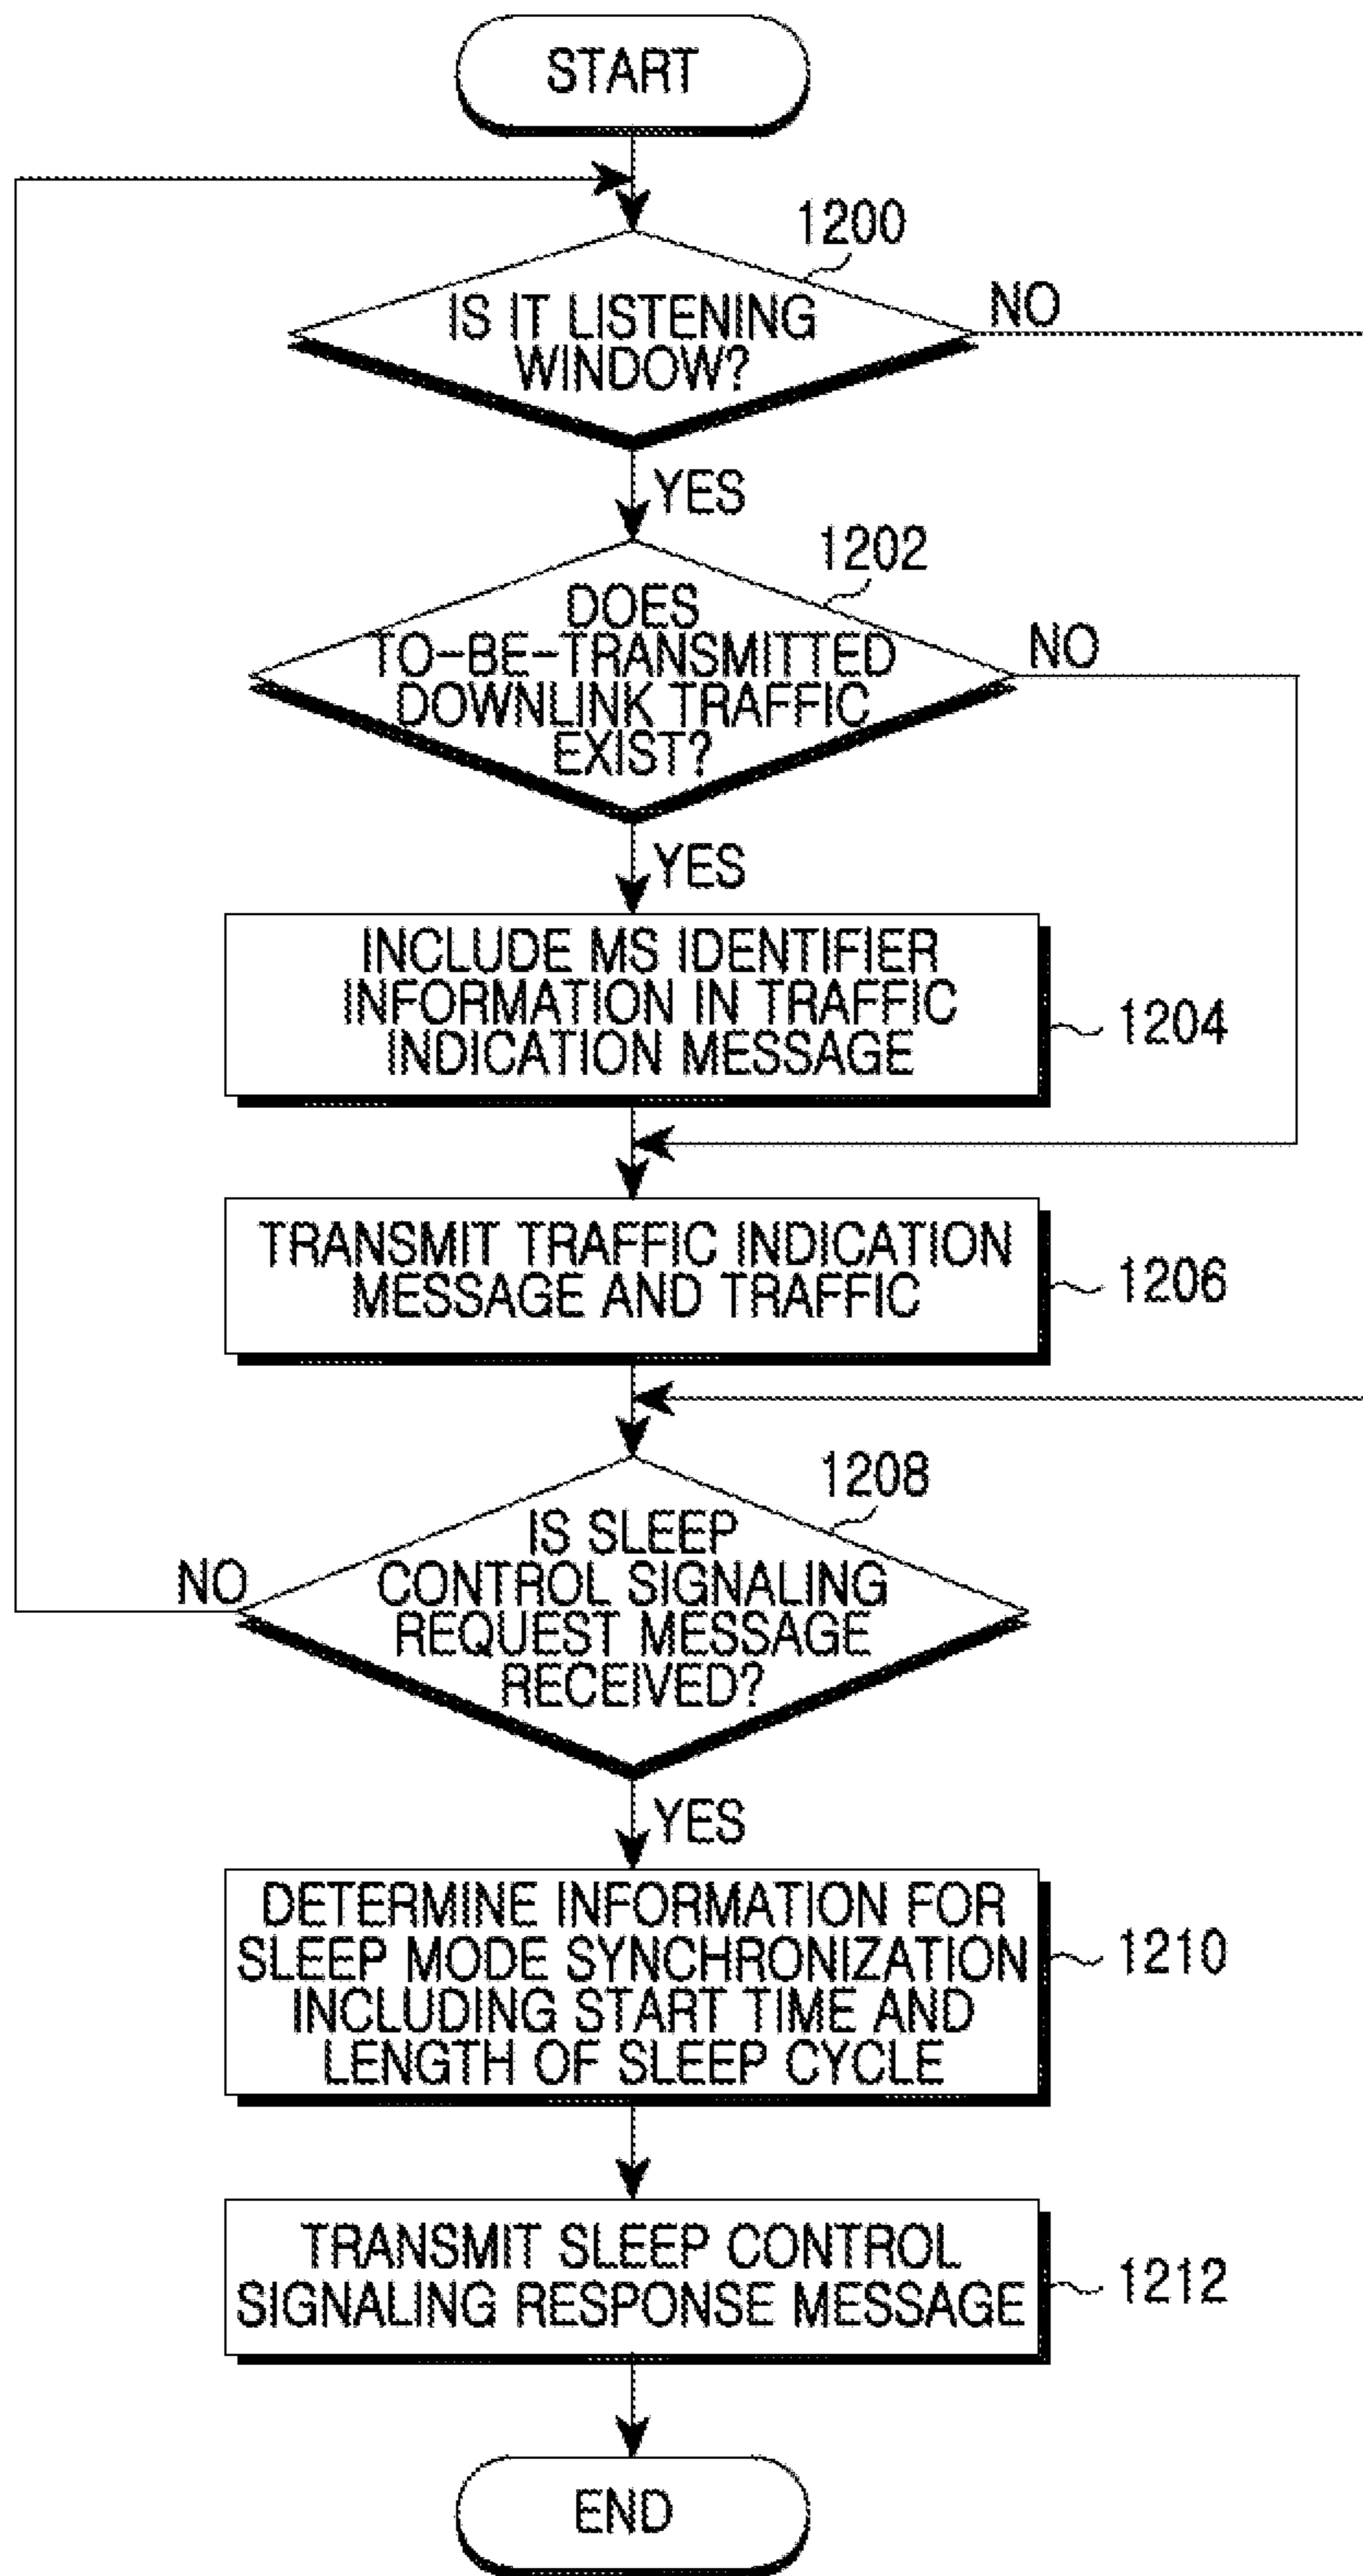 START
1200
IS IT LISTENING
WINDOW?
NO
YES
1202
DOES
TO-BE-TRANSMITTED
DOWNLINK TRAFFIC
EXIST?
NO
YES
INCLUDE MS IDENTIFIER
INFORMATION IN TRAFFIC
INDICATION MESSAGE
1204
TRANSMIT TRAFFIC INDICATION
MESSAGE AND TRAFFIC
1206
1208
IS SLEEP
CONTROL SIGNALING
REQUEST MESSAGE
RECEIVED?
NO
YES
DETERMINE INFORMATION FOR
SLEEP MODE SYNCHRONIZATION
INCLUDING START TIME AND
LENGTH OF SLEEP CYCLE
1210
TRANSMIT SLEEP CONTROL
SIGNALING RESPONSE MESSAGE
1212
END